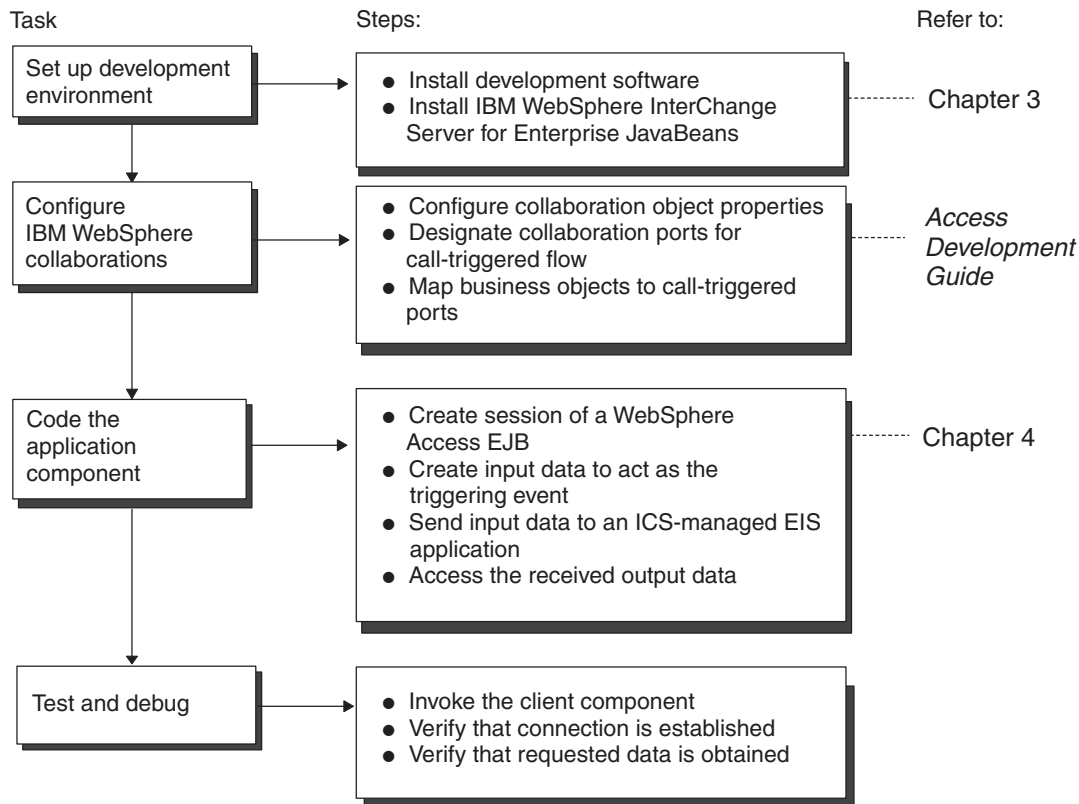 Task
Steps:
Refer to:
Set up development
environment
● Install development software
● Install IBM WebSphere InterChange
Server for Enterprise JavaBeans
Chapter 3
Configure
IBM WebSphere
collaborations
● Configure collaboration object properties
● Designate collaboration ports for
call-triggered flow
● Map business objects to call-triggered
ports
Access
Development
Guide
Code the
application
component
● Create session of a WebSphere
Access EJB
● Create input data to act as the
triggering event
● Send input data to an ICS-managed EIS
application
● Access the received output data
Chapter 4
Test and debug
● Invoke the client component
● Verify that connection is established
● Verify that requested data is obtained